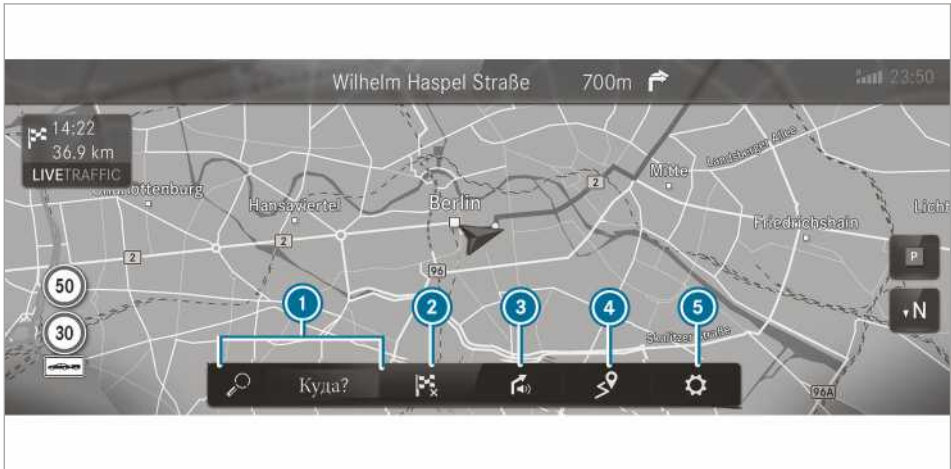 Wilhelm Haspel Straße 700m
23:50
14:22
36.9 km
LIVETRAFFIC
Landsberger Allee
Mitte
2
Charlottenburg
Hansaviertel
Berlin
Licht
Friedrichshain
2
2
96
P
50
N
1 2 3 4 5
30
Skalitzer Straße
Куда?
96A